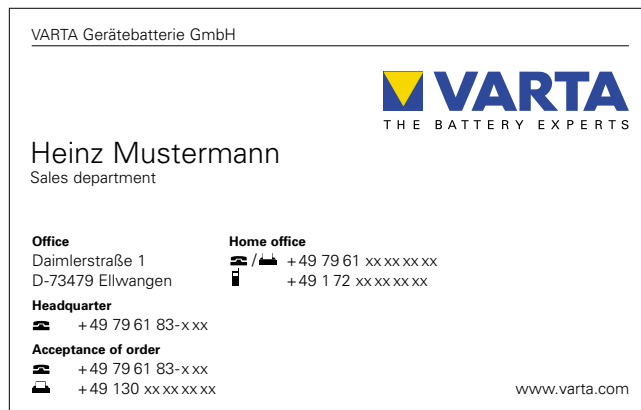 VARTA Gerätebatterie GmbH
VARTA
THE BATTERY EXPERTS
Heinz Mustermann
Sales department
Office
Daimlerstraße 1
D-73479 Ellwangen
Home office
/ +49 79 61 xx xx xx xx
+49 1 72 xx xx xx xx
Headquarter
+49 79 61 83-x xx
Acceptance of order
+49 79 61 83-x xx
+49 130 xx xx xx xx
www.varta.com